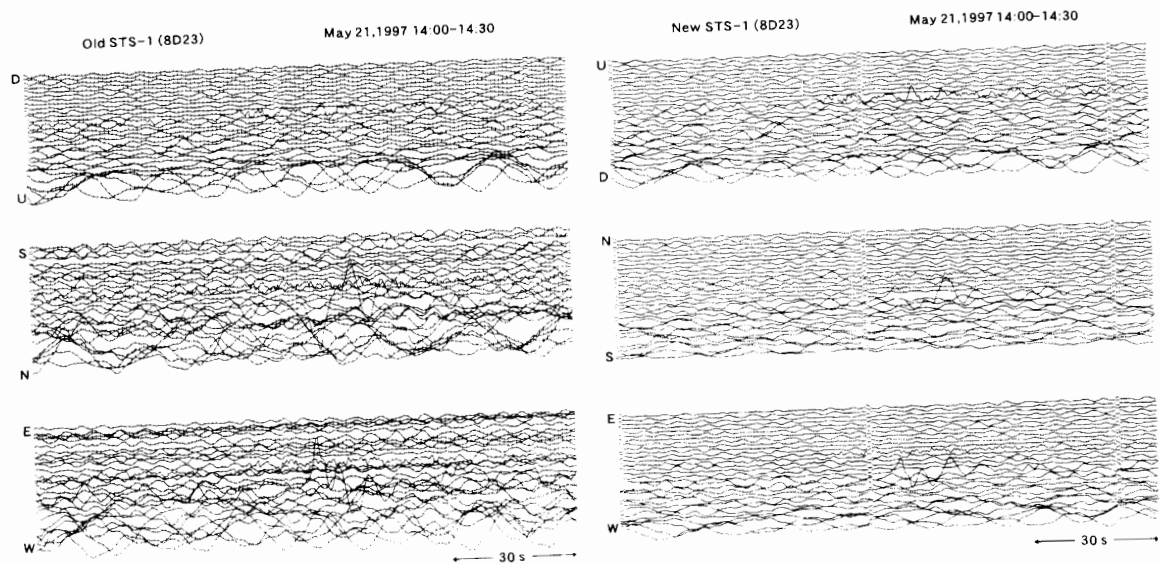 Old STS-1 (8D23)
May 21,1997 14:00-14.30
D
U
S
N
E
W
30 s
New STS-1 (8D23)
May 21,1997 14:00-14:30
U
D
N
S
E
W
30 s